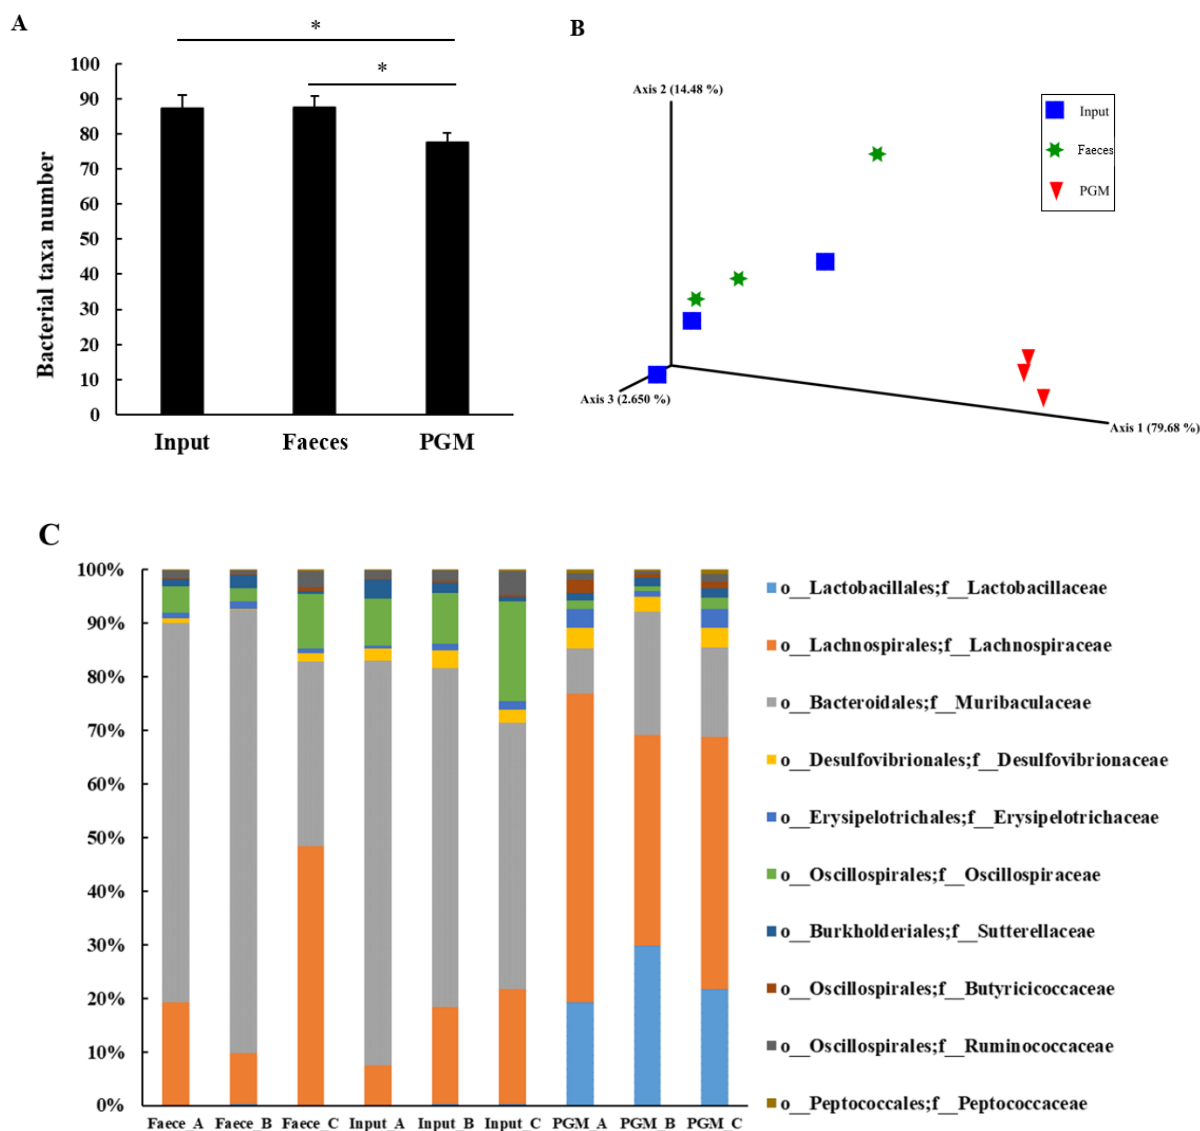 A
*
*
100
90
80
70
60
50
40
30
20
10
0
Bacterial taxa number
Input
Faeces
PGM
B
Axis 2 (14.48 %)
Axis 3 (2.650 %)
Axis 1 (79.68 %)
Input
Faeces
PGM
C
100%
90%
80%
70%
60%
50%
40%
30%
20%
10%
0%
Faece_A Faece_B Faece_C Input_A Input_B Input_C PGM_A PGM_B PGM_C
o__Lactobacillales;f__Lactobacillaceae
o__Lachnospirales;f__Lachnospiraceae
o__Bacteroidales;f__Muribaculaceae
o__Desulfovibrionales;f__Desulfovibrionaceae
o__Erysipelotrichales;f__Erysipelotrichaceae
o__Oscillospirales;f__Oscillospiraceae
o__Burkholderiales;f__Sutterellaceae
o__Oscillospirales;f__Butyricicoccaceae
o__Oscillospirales;f__Ruminococcaceae
o__Peptococcales;f__Peptococcaceae